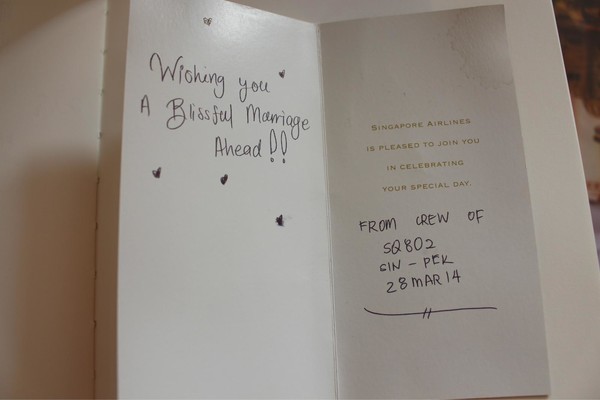 Wishing you
A Blissful Marriage
Ahead!!
SINGAPORE AIRLINES
IS PLEASED TO JOIN YOU
IN CELEBRATING
YOUR SPECIAL DAY.
FROM CREW OF
SQ802
SIN - PEK
28 MAR 14